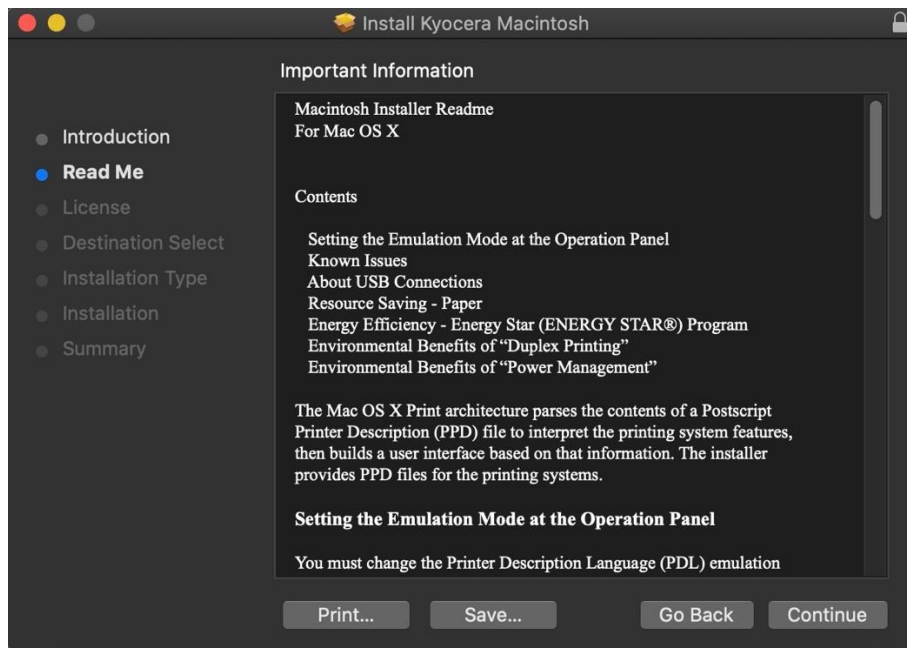 Install Kyocera Macintosh
Important Information
Introduction
Read Me
License
Destination Select
Installation Type
Installation
Summary
Macintosh Installer Readme
For Mac OS X
Contents
Setting the Emulation Mode at the Operation Panel
Known Issues
About USB Connections
Resource Saving - Paper
Energy Efficiency - Energy Star (ENERGY STAR®) Program
Environmental Benefits of “Duplex Printing”
Environmental Benefits of “Power Management”
The Mac OS X Print architecture parses the contents of a Postscript
Printer Description (PPD) file to interpret the printing system features,
then builds a user interface based on that information. The installer
provides PPD files for the printing systems.
Setting the Emulation Mode at the Operation Panel
You must change the Printer Description Language (PDL) emulation
Print...
Save...
Go Back
Continue